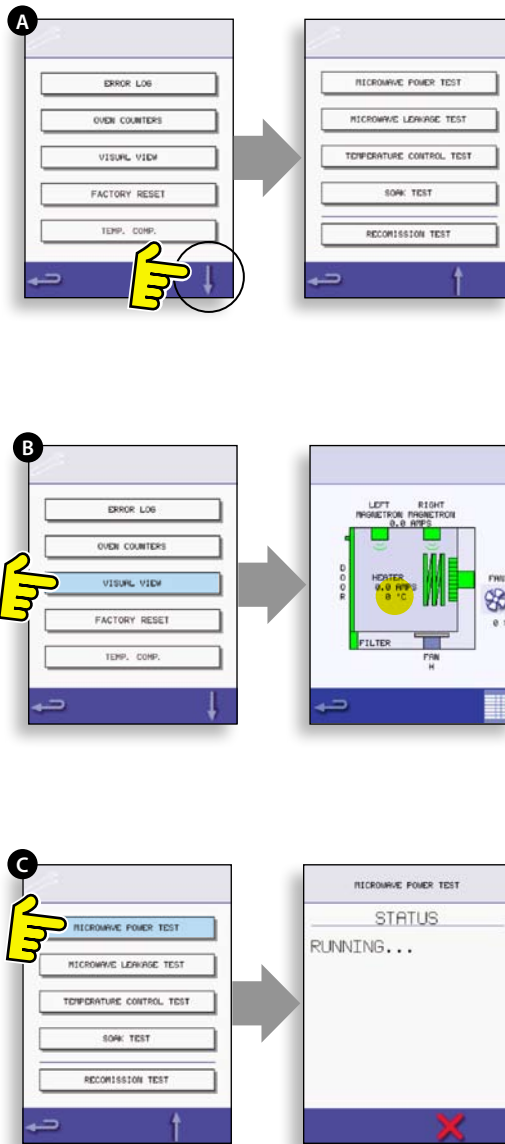 A
ERROR LOG
OVEN COUNTERS
VISUAL VIEW
FACTORY RESET
TEMP. COMP.
MICROWAVE POWER TEST
MICROWAVE LEAKAGE TEST
TEMPERATURE CONTROL TEST
SOAK TEST
RECOMISSION TEST
B
ERROR LOG
OVEN COUNTERS
VISUAL VIEW
FACTORY RESET
TEMP. COMP.
LEFT RIGHT
MAGNETRON MAGNETRON
0.0 AMPS
DOOR
HEATER
0.0 AMPS
0 °C
FILTER
FAN
H
FAN
0
C
MICROWAVE POWER TEST
MICROWAVE LEAKAGE TEST
TEMPERATURE CONTROL TEST
SOAK TEST
RECOMISSION TEST
MICROWAVE POWER TEST
STATUS
RUNNING...